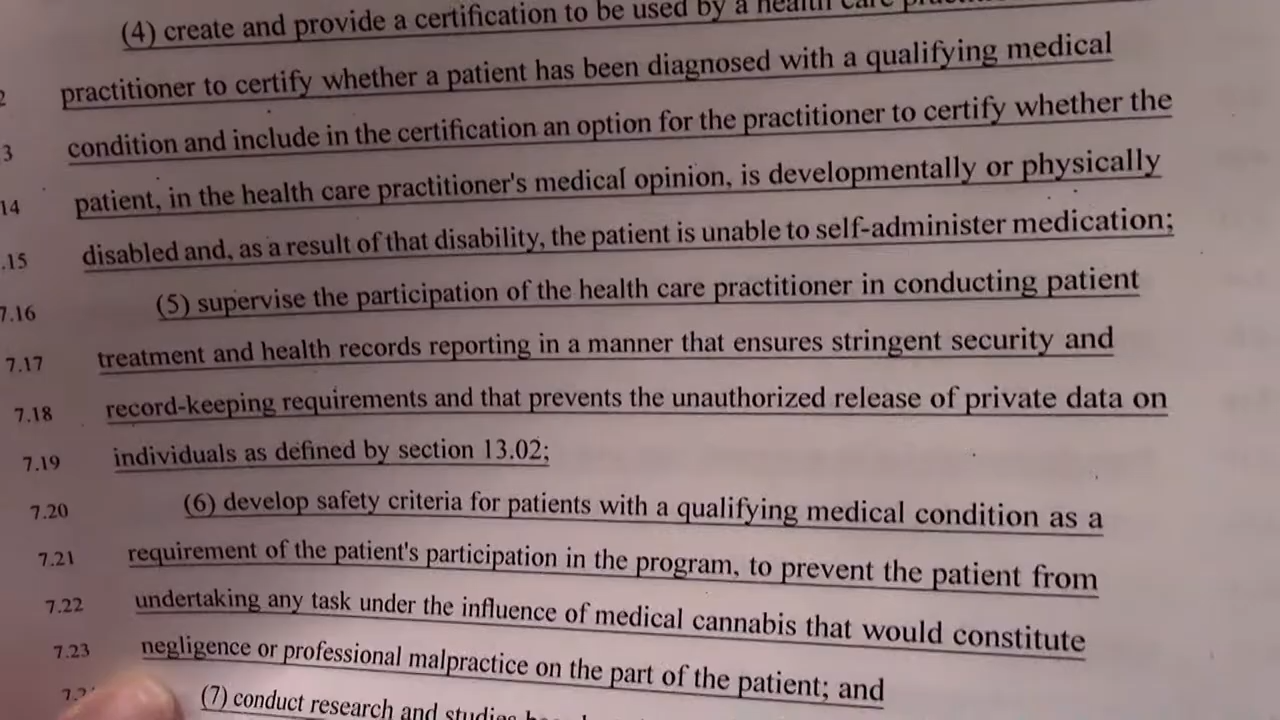 (4) create and provide a certification to be used by a health care
2 practitioner to certify whether a patient has been diagnosed with a qualifying medical
3 condition and include in the certification an option for the practitioner to certify whether the
14 patient, in the health care practitioner's medical opinion, is developmentally or physically
.15 disabled and, as a result of that disability, the patient is unable to self-administer medication;
7.16 (5) supervise the participation of the health care practitioner in conducting patient
7.17 treatment and health records reporting in a manner that ensures stringent security and
7.18 record-keeping requirements and that prevents the unauthorized release of private data on
7.19 individuals as defined by section 13.02;
7.20 (6) develop safety criteria for patients with a qualifying medical condition as a
7.21 requirement of the patient's participation in the program, to prevent the patient from
7.22 undertaking any task under the influence of medical cannabis that would constitute
7.23 negligence or professional malpractice on the part of the patient; and
(7) conduct research and studies